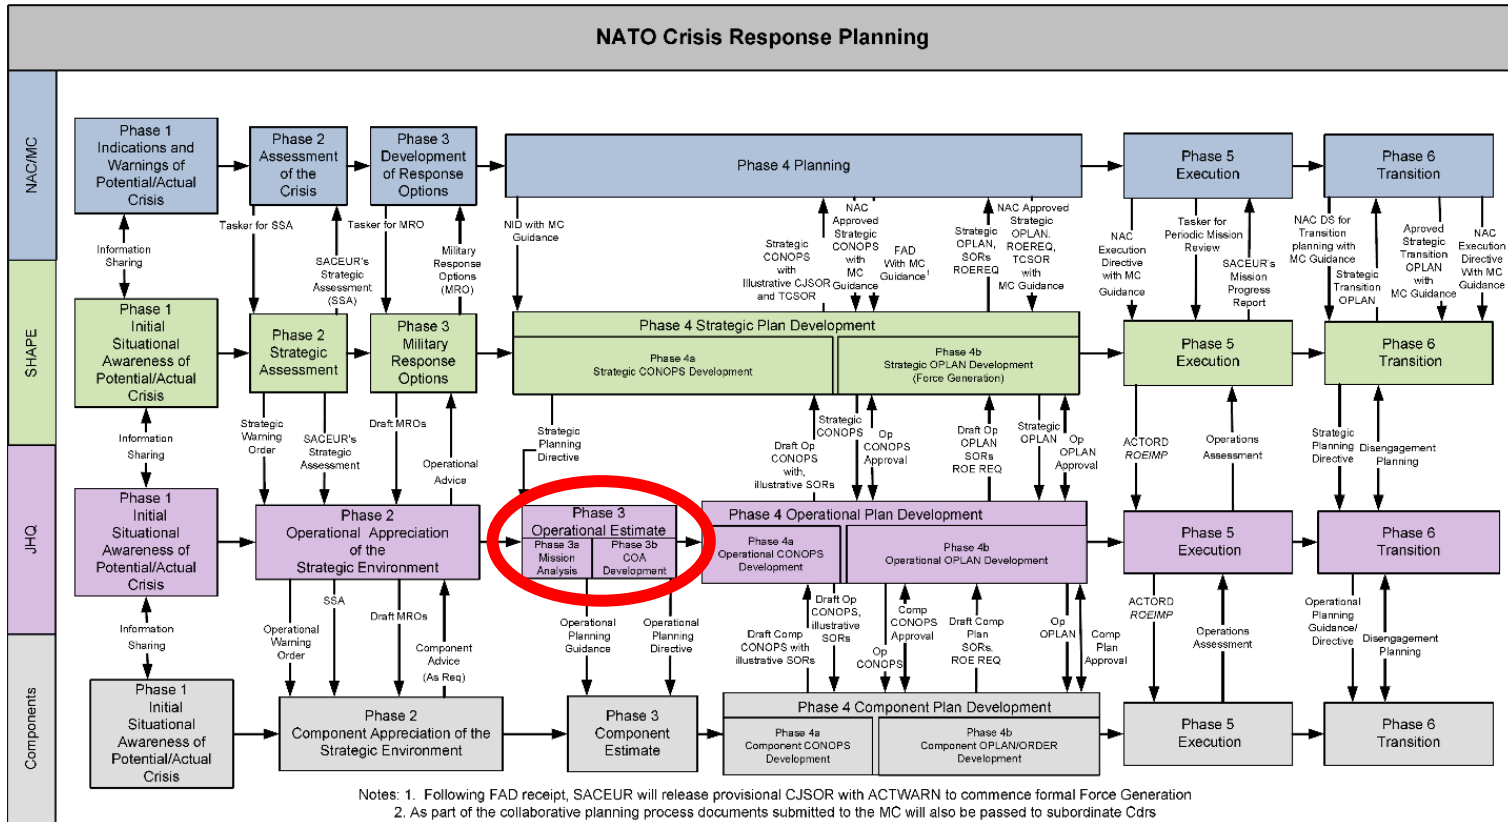 NATO Crisis Response Planning
NAC/MC
Phase 1
Indications and
Warnings of
Potential/Actual
Crisis
Phase 2
Assessment
of the
Crisis
Phase 3
Development
of Response
Options
Phase 4 Planning
Phase 5
Execution
Phase 6
Transition
Information
Sharing
Tasker for SSA
SACEUR's
Strategic
Assessment
(SSA)
Tasker for MRO
Military
Response
Options
(MRO)
NID with MC
Guidance
Strategic
CONOPS
with
Illustrative CJSOR
and TCSOR
NAC
Approved
Strategic
CONOPS
with
MC
Guidance
FAD
With MC
Guidance1
Strategic
OPLAN,
SORs
ROEREQ
NAC Approved
Strategic
OPLAN,
ROEREQ,
TCSOR
with
MC Guidance
NAC
Execution
Directive
with MC
Guidance
Tasker for
Periodic Mission
Review
SACEUR's
Mission
Progress
Report
NAC DS for
Transition
planning with
MC Guidance
Strategic
Transition
OPLAN
Aproved
Strategic
Transition
OPLAN
with
MC Guidance
NAC
Execution
Directive
With MC
Guidance
SHAPE
Phase 1
Initial
Situational
Awareness of
Potential/Actual
Crisis
Phase 2
Strategic
Assessment
Phase 3
Military
Response
Options
Phase 4 Strategic Plan Development
Phase 4a
Strategic CONOPS Development
Phase 4b
Strategic OPLAN Development
(Force Generation)
Phase 5
Execution
Phase 6
Transition
Information
Sharing
Strategic
Warning
Order
SACEUR's
Strategic
Assessment
Draft MROs
Operational
Advice
Strategic
Planning
Directive
Draft Op
CONOPS
with,
illustrative SORs
Strategic
CONOPS
Op
CONOPS
Approval
Draft Op
OPLAN
SORs
ROE REQ
Strategic
OPLAN
Op
OPLAN
Approval
ACTORD
ROEIMP
Operations
Assessment
Strategic
Planning
Directive
Disengagement
Planning
JHQ
Phase 1
Initial
Situational
Awareness of
Potential/Actual
Crisis
Phase 2
Operational Appreciation
of the
Strategic Environment
Phase 3
Operational Estimate
Phase 3a
Mission
Analysis
Phase 3b
COA
Development
Phase 4 Operational Plan Development
Phase 4a
Operational CONOPS
Development
Phase 4b
Operational OPLAN Development
Phase 5
Execution
Phase 6
Transition
Information
Sharing
Operational
Warning
Order
SSA
Draft MROs
Component
Advice
(As Req)
Operational
Planning
Guidance
Operational
Planning
Directive
Draft Comp
CONOPS with
illustrative SORs
Draft Op
CONOPS,
illustrative
SORs
Op
CONOPS
Comp
CONOPS
Approval
Draft Comp
Plan
SORs,
ROE REQ
Op
OPLAN
Comp
Plan
Approval
ACTORD
ROEIMP
Operations
Assessment
Operational
Planning
Guidance/
Directive
Disengagement
Planning
Components
Phase 1
Initial
Situational
Awareness of
Potential/Actual
Crisis
Phase 2
Component Appreciation of the
Strategic Environment
Phase 3
Component
Estimate
Phase 4 Component Plan Development
Phase 4a
Component CONOPS
Development
Phase 4b
Component OPLAN/ORDER
Development
Phase 5
Execution
Phase 6
Transition
Notes: 1. Following FAD receipt, SACEUR will release provisional CJSOR with ACTWARN to commence formal Force Generation
2. As part of the collaborative planning process documents submitted to the MC will also be passed to subordinate Cdrs